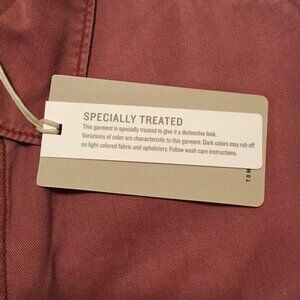 SPECIALLY TREATED
This garment is specially treated to give it a distinctive look.
Variations of color are characteristic to this garment. Dark colors may rub off
on light colored fabric and upholstery. Follow wash care instructions.
TOM